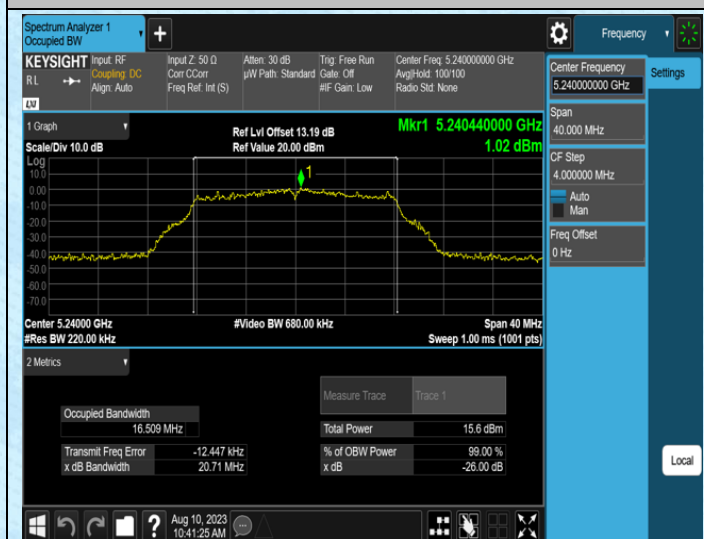 Spectrum Analyzer 1
Occupied BW
+
Frequency
KEYSIGHT
RL
LXI
Input: RF
Coupling: DC
Align: Auto
Input Z: 50 Ω
Corr CCorr
Freq Ref: Int (S)
Atten: 30 dB
µW Path: Standard
Trig: Free Run
Gate: Off
#IF Gain: Low
Center Freq: 5.240000000 GHz
Avg|Hold: 100/100
Radio Std: None
Center Frequency
5.240000000 GHz
Settings
Span
40.000 MHz
CF Step
4.000000 MHz
Auto
Man
Freq Offset
0 Hz
1 Graph
Scale/Div 10.0 dB
Ref Lvl Offset 13.19 dB
Ref Value 20.00 dBm
Mkr1 5.240440000 GHz
1.02 dBm
Log
10.0
0.00
-10.0
-20.0
-30.0
-40.0
-50.0
-60.0
-70.0
1
Center 5.24000 GHz
#Res BW 220.00 kHz
#Video BW 680.00 kHz
Span 40 MHz
Sweep 1.00 ms (1001 pts)
2 Metrics
Measure Trace Trace 1
Occupied Bandwidth
16.509 MHz
Total Power 15.6 dBm
Transmit Freq Error -12.447 kHz
x dB Bandwidth 20.71 MHz
% of OBW Power 99.00 %
x dB -26.00 dB
Local
?
Aug 10, 2023
10:41:25 AM